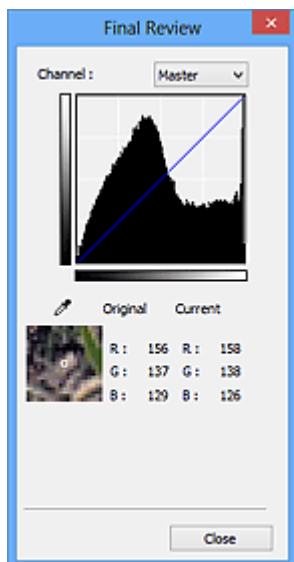 Final Review
Channel : Master
Original Current
R : 156 R : 158
G : 137 G : 138
B : 129 B : 126
Close